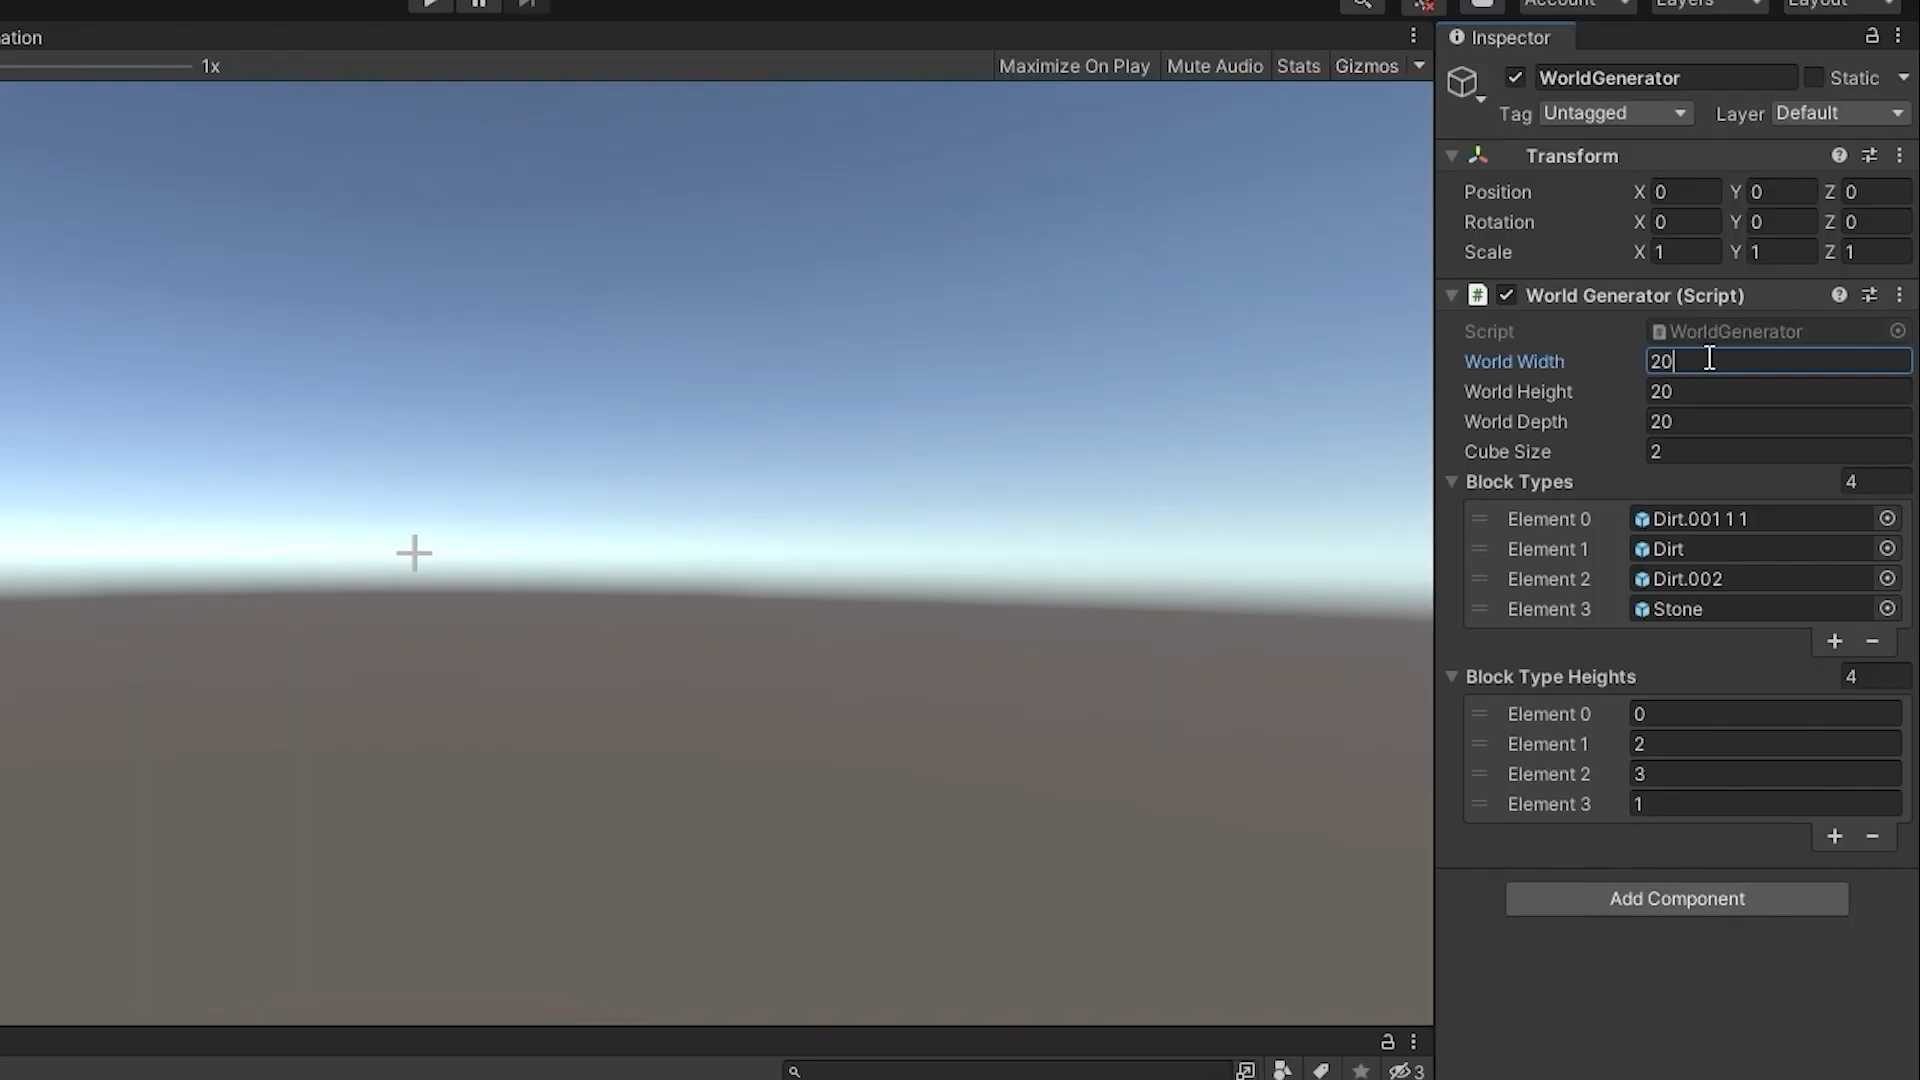 Account Layers Layout
ation
1x Maximize On Play Mute Audio Stats Gizmos
Inspector
WorldGenerator Static
Tag Untagged Layer Default
Transform
Position X 0 Y 0 Z 0
Rotation X 0 Y 0 Z 0
Scale X 1 Y 1 Z 1
# World Generator (Script)
Script WorldGenerator
World Width 20
World Height 20
World Depth 20
Cube Size 2
Block Types 4
Element 0 Dirt.001 1 1
Element 1 Dirt
Element 2 Dirt.002
Element 3 Stone
+ −
Block Type Heights 4
Element 0 0
Element 1 2
Element 2 3
Element 3 1
+ −
Add Component
3